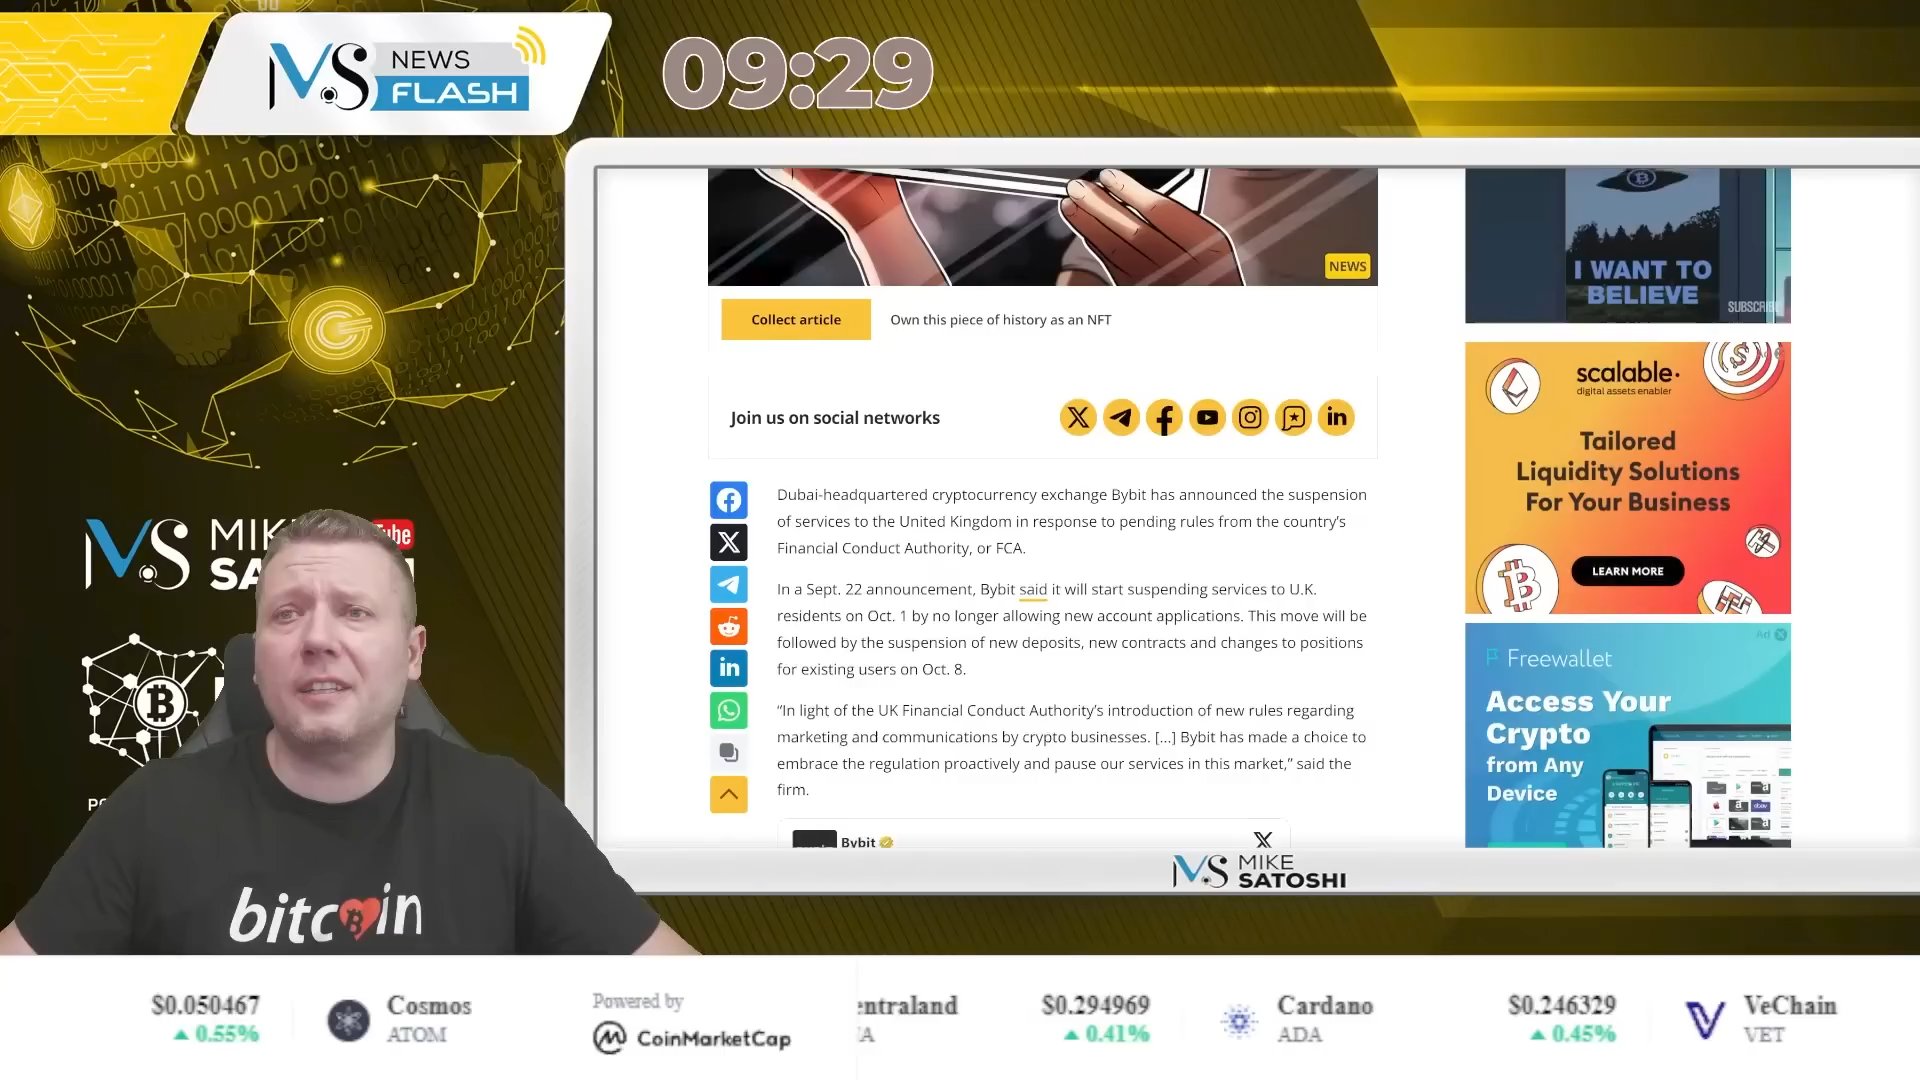 MS NEWS
FLASH
09:29
NEWS
Collect article
Own this piece of history as an NFT
Join us on social networks
Dubai-headquartered cryptocurrency exchange Bybit has announced the suspension
of services to the United Kingdom in response to pending rules from the country's
Financial Conduct Authority, or FCA.
In a Sept. 22 announcement, Bybit said it will start suspending services to U.K.
residents on Oct. 1 by no longer allowing new account applications. This move will be
followed by the suspension of new deposits, new contracts and changes to positions
for existing users on Oct. 8.
“In light of the UK Financial Conduct Authority’s introduction of new rules regarding
marketing and communications by crypto businesses. [...] Bybit has made a choice to
embrace the regulation proactively and pause our services in this market,” said the
firm.
Bybit
I WANT TO
BELIEVE
SUBSCRIBE
scalable.
digital assets enabler
Tailored
Liquidity Solutions
For Your Business
LEARN MORE
Ad
Freewallet
Access Your
Crypto
from Any
Device
MS
MIKE
SATOSHI
MS
bitcoin
$0.050467
0.55%
Cosmos
ATOM
Powered by
CoinMarketCap
entraland
A
$0.294969
0.41%
Cardano
ADA
$0.246329
0.45%
VeChain
VET